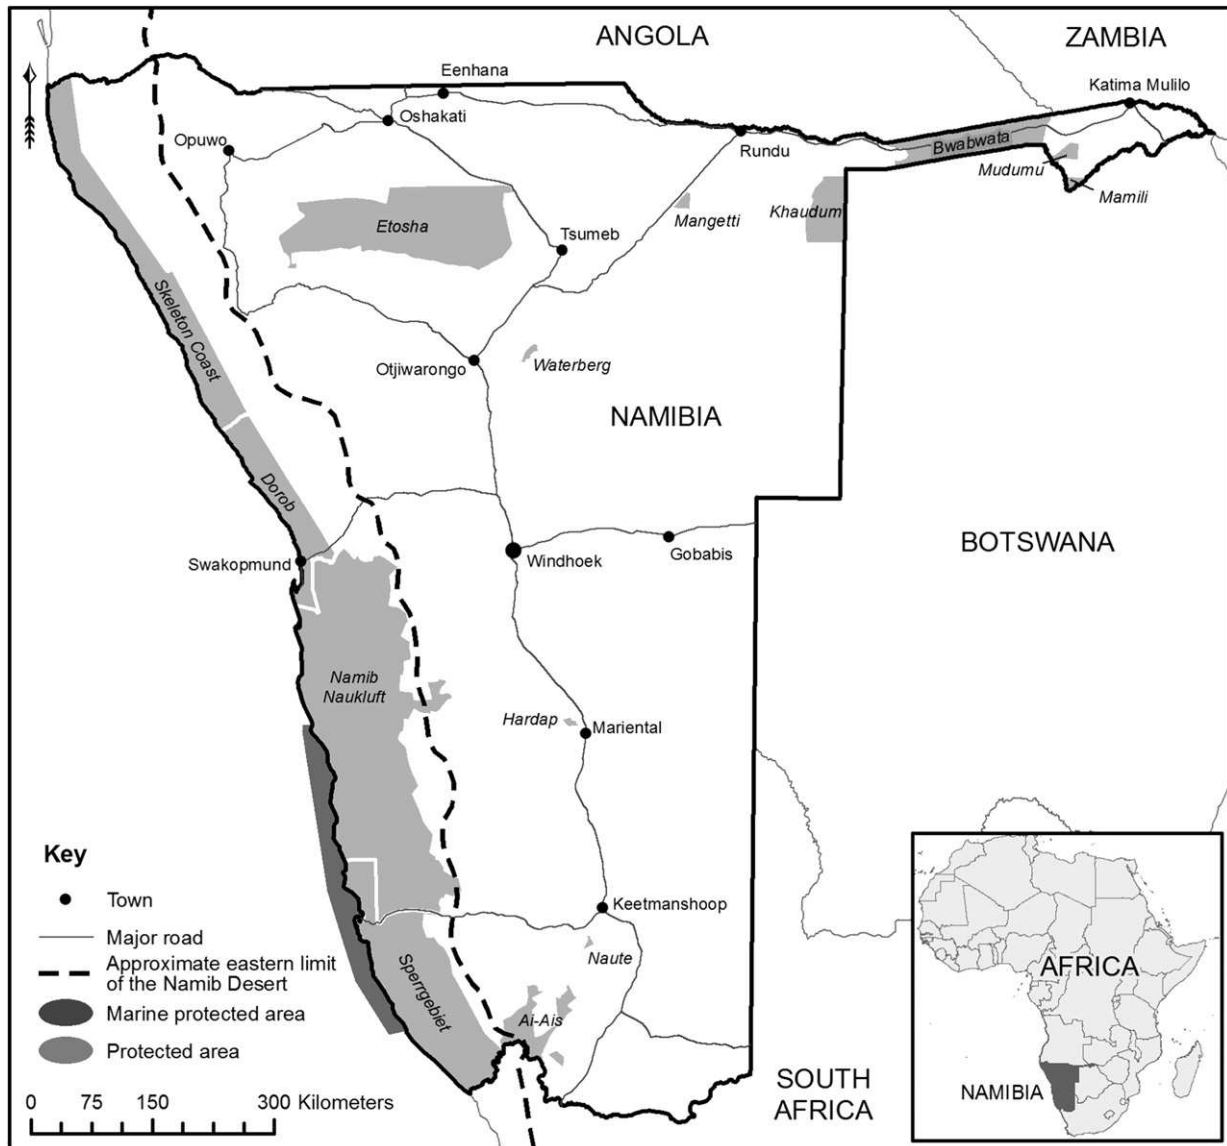 ANGOLA
ZAMBIA
Eenhana
Katima Mulilo
Oshakati
Opuwo
Rundu
Bwabwata
Mudumu
Mamili
Etosha
Mangetti
Khaudum
Tsumeb
Skeleton Coast
Otjiwarongo
Waterberg
NAMIBIA
Dorob
Swakopmund
Windhoek
Gobabis
BOTSWANA
Namib
Naukluft
Hardap
Mariental
Keetmanshoop
Naute
Sperrgebiet
Ai-Ais
SOUTH
AFRICA
Key
Town
Major road
Approximate eastern limit
of the Namib Desert
Marine protected area
Protected area
0 75 150 300 Kilometers
AFRICA
NAMIBIA